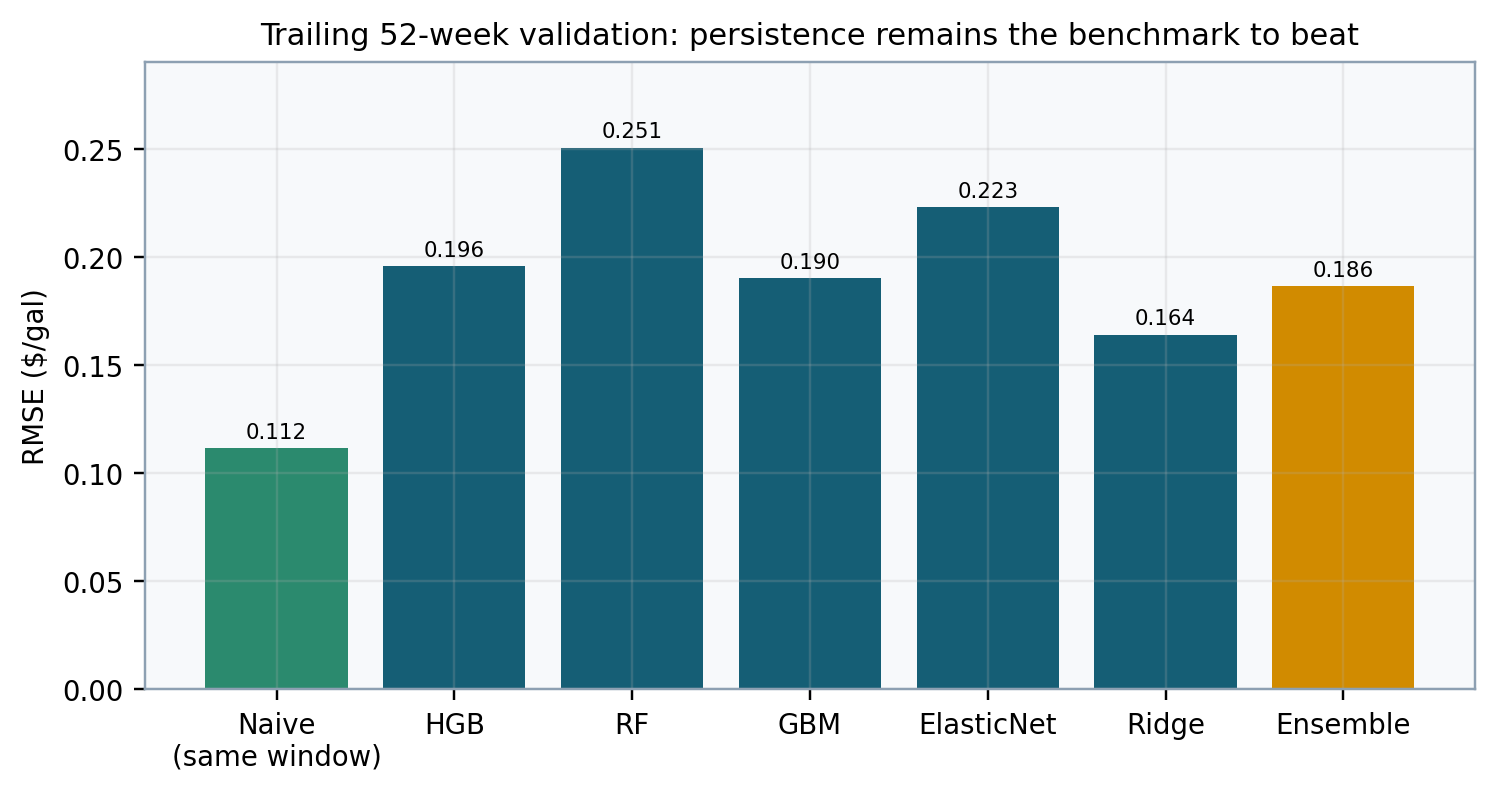 Trailing 52-week validation: persistence remains the benchmark to beat
RMSE ($/gal)
0.25
0.20
0.15
0.10
0.05
0.00
0.112
0.196
0.251
0.190
0.223
0.164
0.186
Naive
(same window)
HGB
RF
GBM
ElasticNet
Ridge
Ensemble